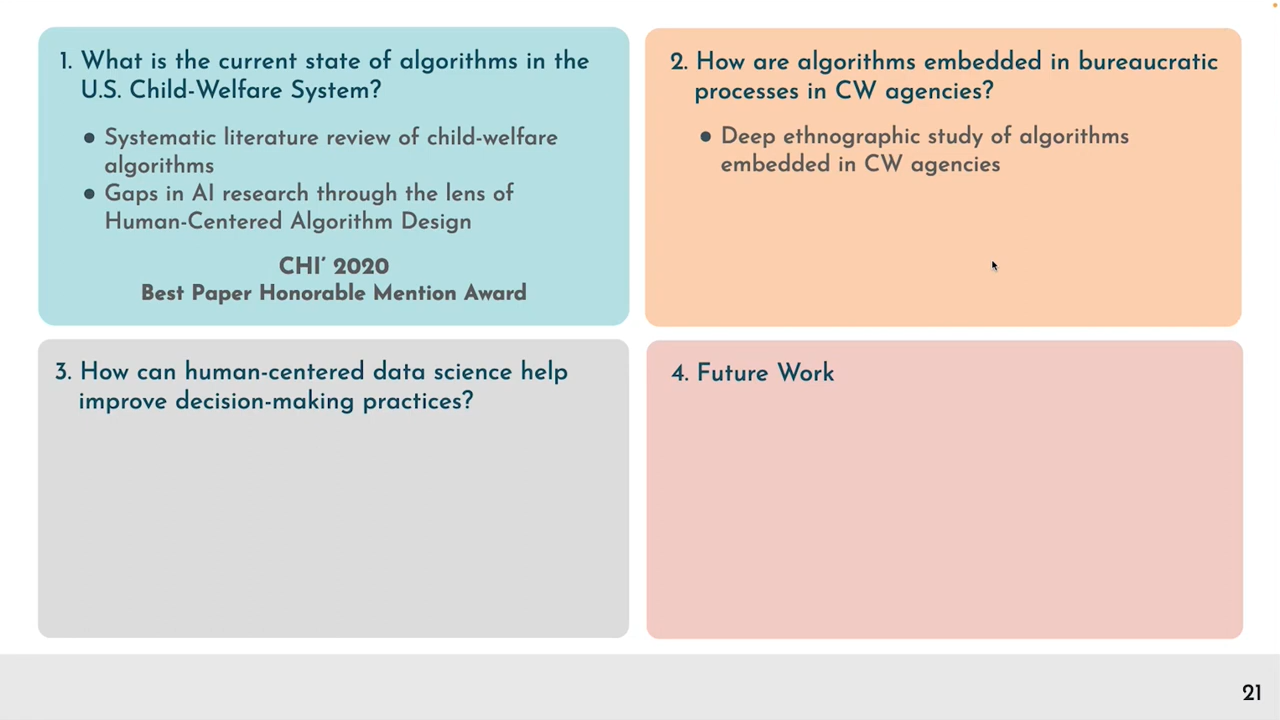 1. What is the current state of algorithms in the
U.S. Child-Welfare System?
● Systematic literature review of child-welfare
algorithms
● Gaps in AI research through the lens of
Human-Centered Algorithm Design
CHI' 2020
Best Paper Honorable Mention Award
2. How are algorithms embedded in bureaucratic
processes in CW agencies?
● Deep ethnographic study of algorithms
embedded in CW agencies
3. How can human-centered data science help
improve decision-making practices?
4. Future Work
21